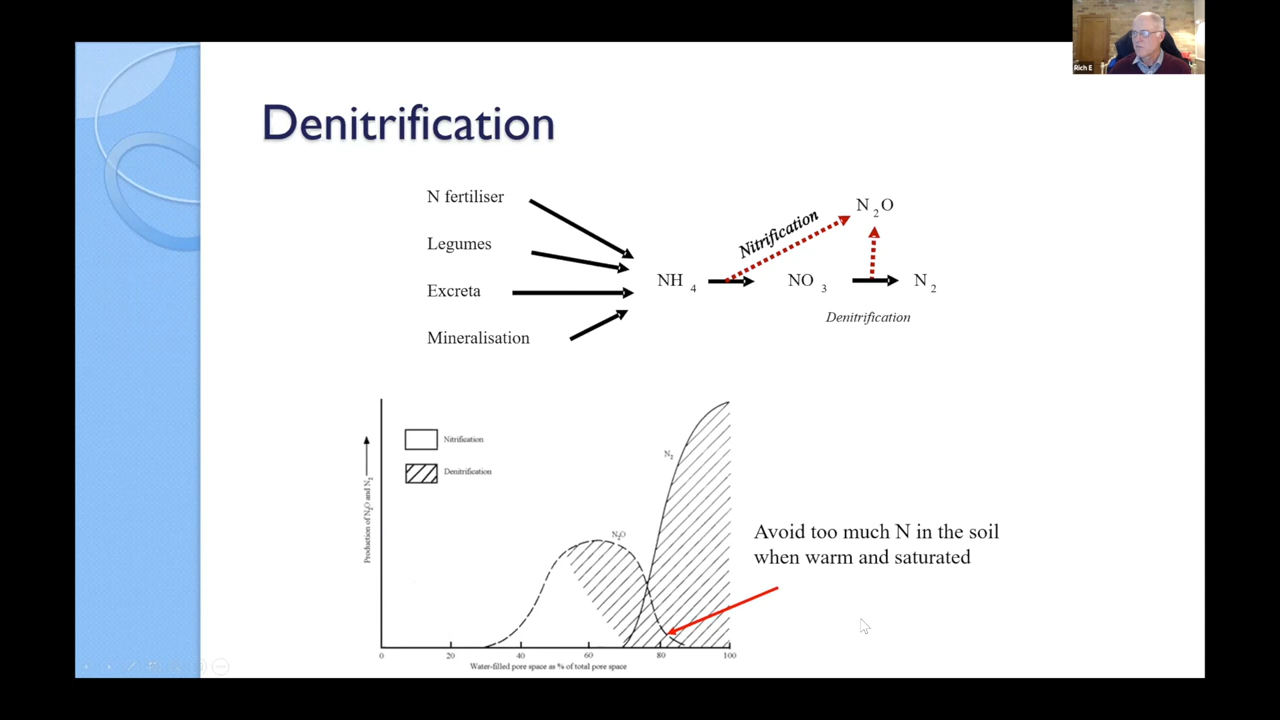 Rich E
Denitrification
N fertiliser
Legumes
Excreta
Mineralisation
NH 4
Nitrification
NO 3
N 2 O
N 2
Denitrification
Nitrification
Denitrification
Production of N2O and N2
N2O
N2
0 20 40 60 80 100
Water-filled pore space as % of total pore space
Avoid too much N in the soil
when warm and saturated